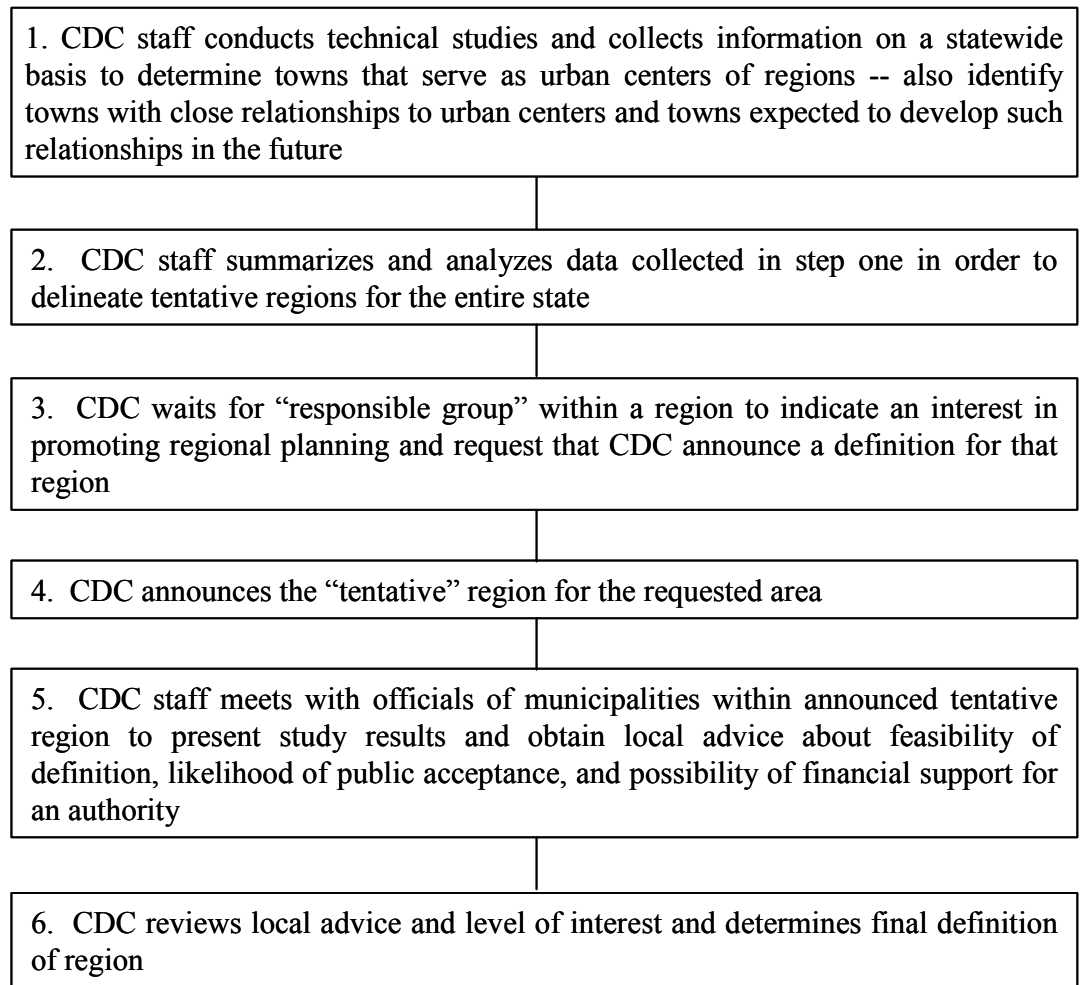 1. CDC staff conducts technical studies and collects information on a statewide
basis to determine towns that serve as urban centers of regions -- also identify
towns with close relationships to urban centers and towns expected to develop such
relationships in the future
2. CDC staff summarizes and analyzes data collected in step one in order to
delineate tentative regions for the entire state
3. CDC waits for “responsible group” within a region to indicate an interest in
promoting regional planning and request that CDC announce a definition for that
region
4. CDC announces the “tentative” region for the requested area
5. CDC staff meets with officials of municipalities within announced tentative
region to present study results and obtain local advice about feasibility of
definition, likelihood of public acceptance, and possibility of financial support for
an authority
6. CDC reviews local advice and level of interest and determines final definition
of region